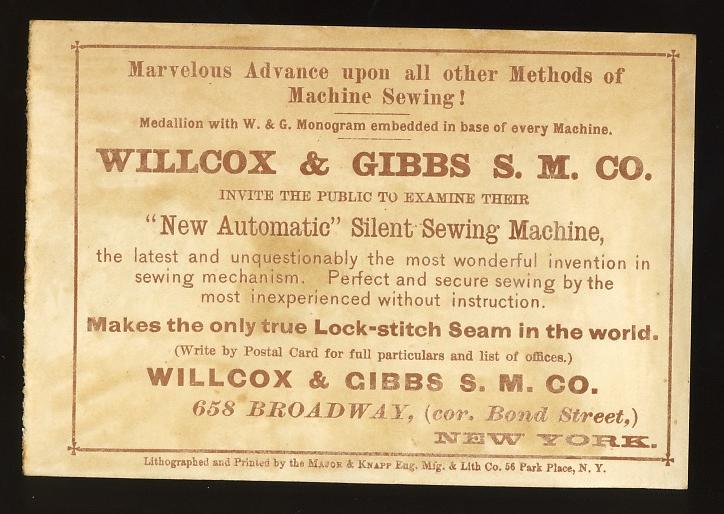 Marvelous Advance upon all other Methods of
Machine Sewing!
Medallion with W. & G. Monogram embedded in base of every Machine.
WILLCOX & GIBBS S. M. CO.
INVITE THE PUBLIC TO EXAMINE THEIR
"New Automatic" Silent Sewing Machine,
the latest and unquestionably the most wonderful invention in
sewing mechanism. Perfect and secure sewing by the
most inexperienced without instruction.
Makes the only true Lock-stitch Seam in the world.
(Write by Postal Card for full particulars and list of offices.)
WILLCOX & GIBBS S. M. CO.
658 BROADWAY, (cor. Bond Street,)
NEW YORK.
Lithographed and Printed by the MAJOR & KNAPP Eng. Mfg. & Lith Co. 56 Park Place, N. Y.